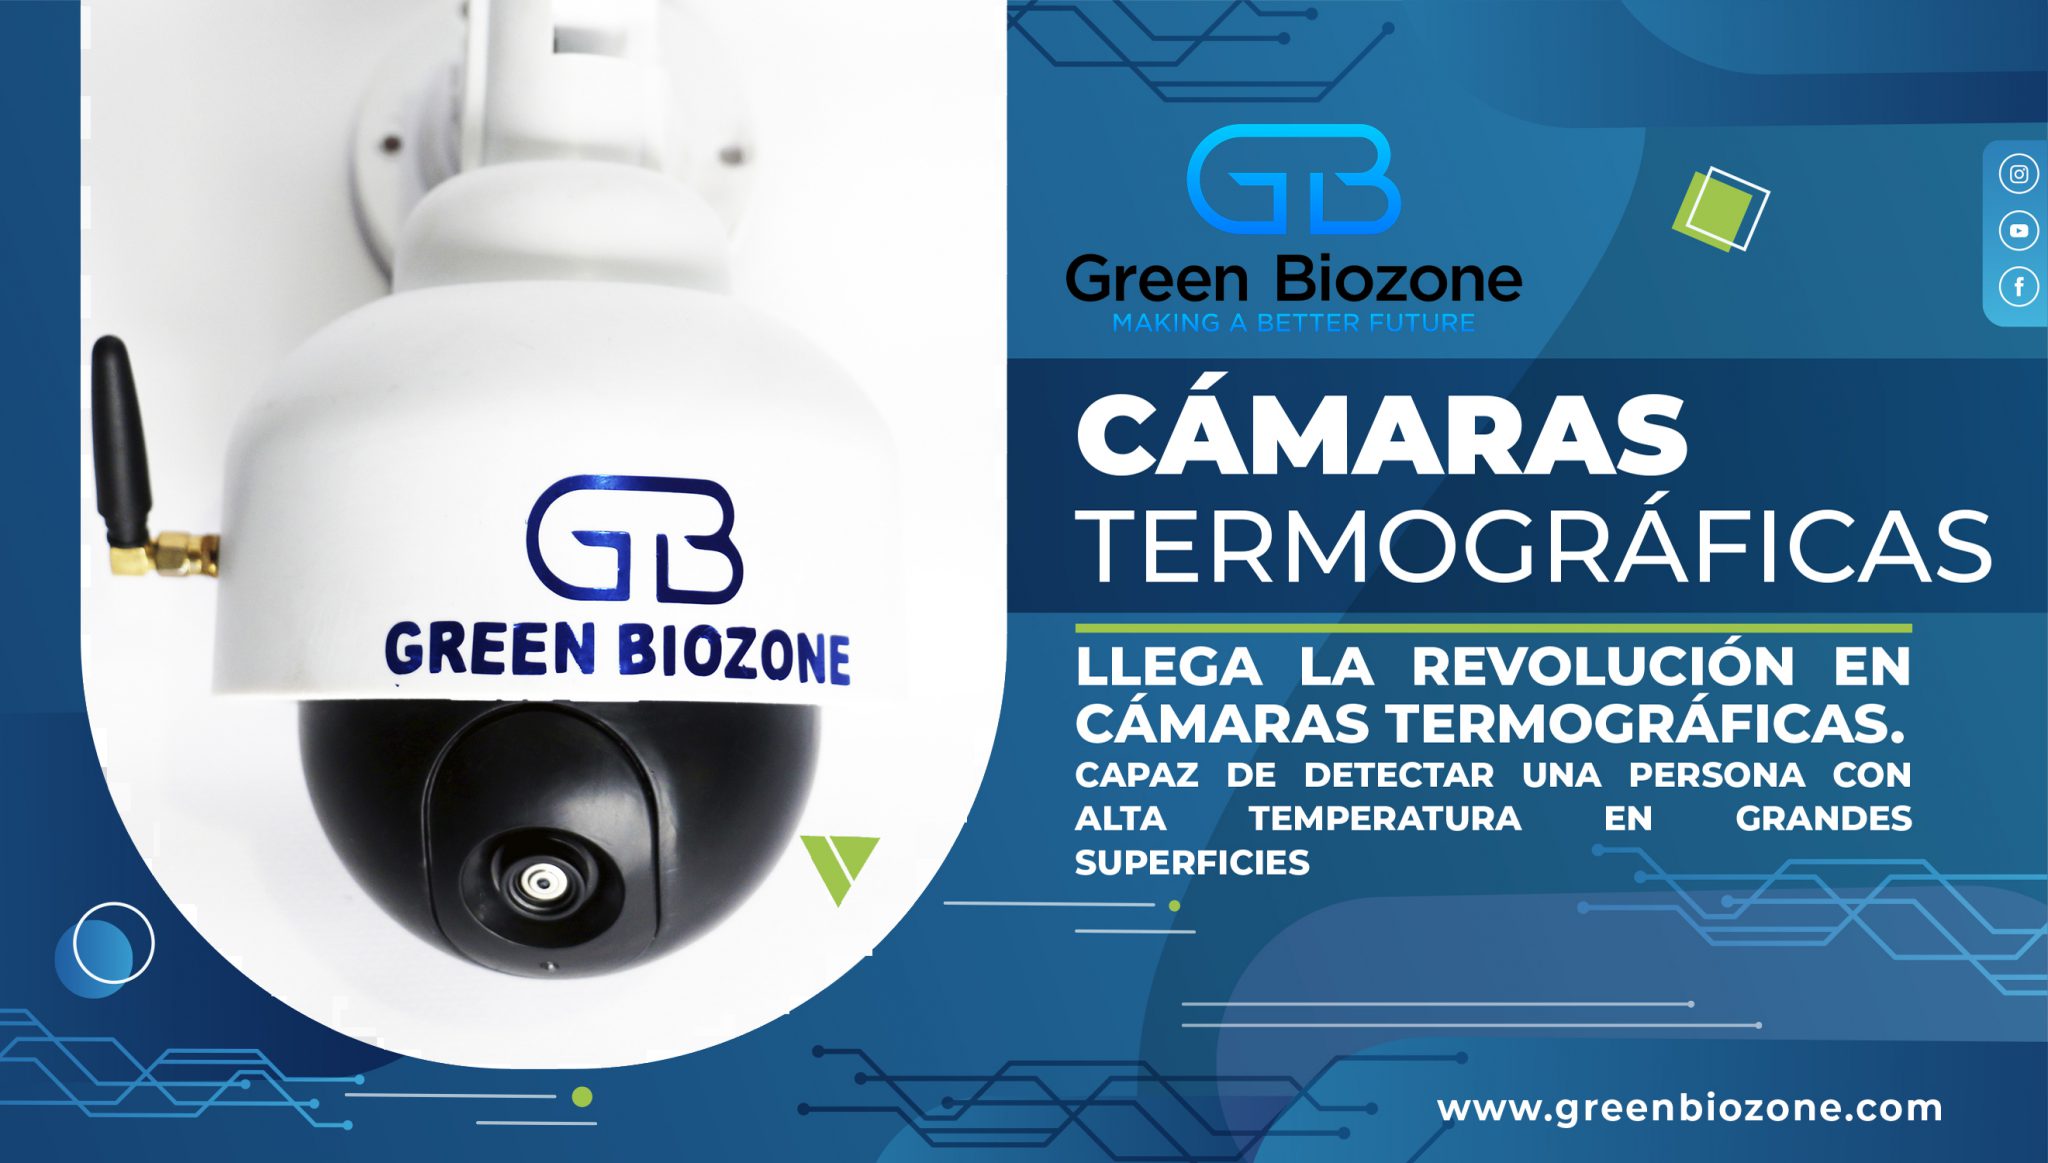 GB
GREEN BIOZONE
GB
Green Biozone
MAKING A BETTER FUTURE
CÁMARAS
TERMOGRÁFICAS
LLEGA LA REVOLUCIÓN EN
CÁMARAS TERMOGRÁFICAS.
CAPAZ DE DETECTAR UNA PERSONA CON
ALTA TEMPERATURA EN GRANDES
SUPERFICIES
www.greenbiozone.com